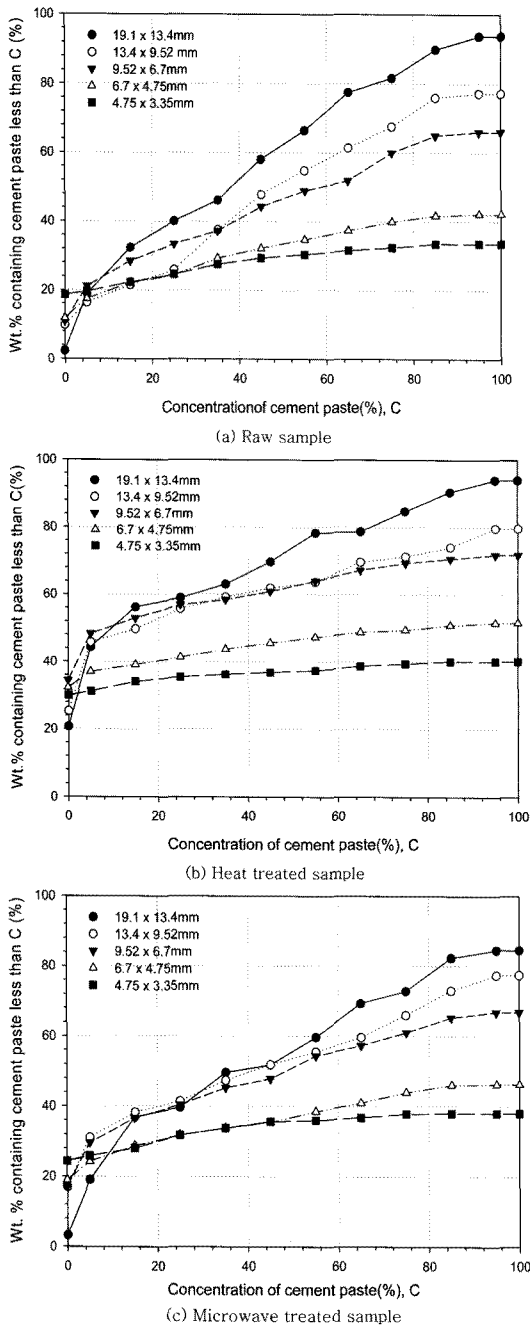 100
80
60
40
20
0
Wt.% containing cement paste less than C (%)
19.1 x 13.4mm
13.4 x 9.52 mm
9.52 x 6.7mm
6.7 x 4.75mm
4.75 x 3.35mm
0 20 40 60 80 100
Concentrationof cement paste(%), C
(a) Raw sample
100
80
60
40
20
0
Wt.% containing cement paste less than C(%)
19.1 x 13.4mm
13.4 x 9.52mm
9.52 x 6.7mm
6.7 x 4.75mm
4.75 x 3.35mm
0 20 40 60 80 100
Concentration of cement paste(%), C
(b) Heat treated sample
100
80
60
40
20
0
Wt. % containing cement paste less than C (%)
19.1 x 13.4mm
13.4 x 9.52mm
9.52 x 6.7mm
6.7 x 4.75mm
4.75 x 3.35mm
0 20 40 60 80 100
Concentration of cement paste(%), C
(c) Microwave treated sample